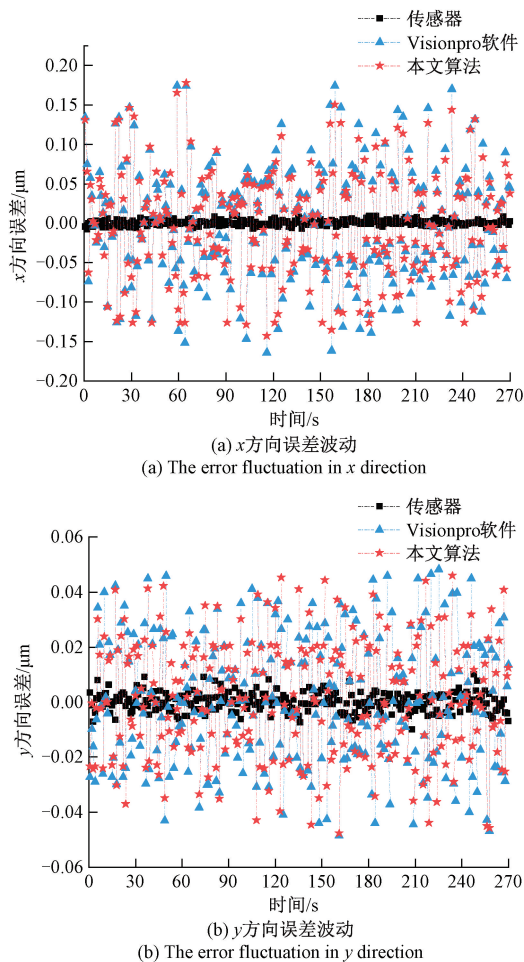 传感器
Visionpro软件
本文算法
0.20
0.15
0.10
0.05
0.00
−0.05
−0.10
−0.15
−0.20
x方向误差/μm
0 30 60 90 120 150 180 210 240 270
时间/s
(a) x方向误差波动
(a) The error fluctuation in x direction
传感器
Visionpro软件
本文算法
0.06
0.04
0.02
0.00
−0.02
−0.04
−0.06
y方向误差/μm
0 30 60 90 120 150 180 210 240 270
时间/s
(b) y方向误差波动
(b) The error fluctuation in y direction